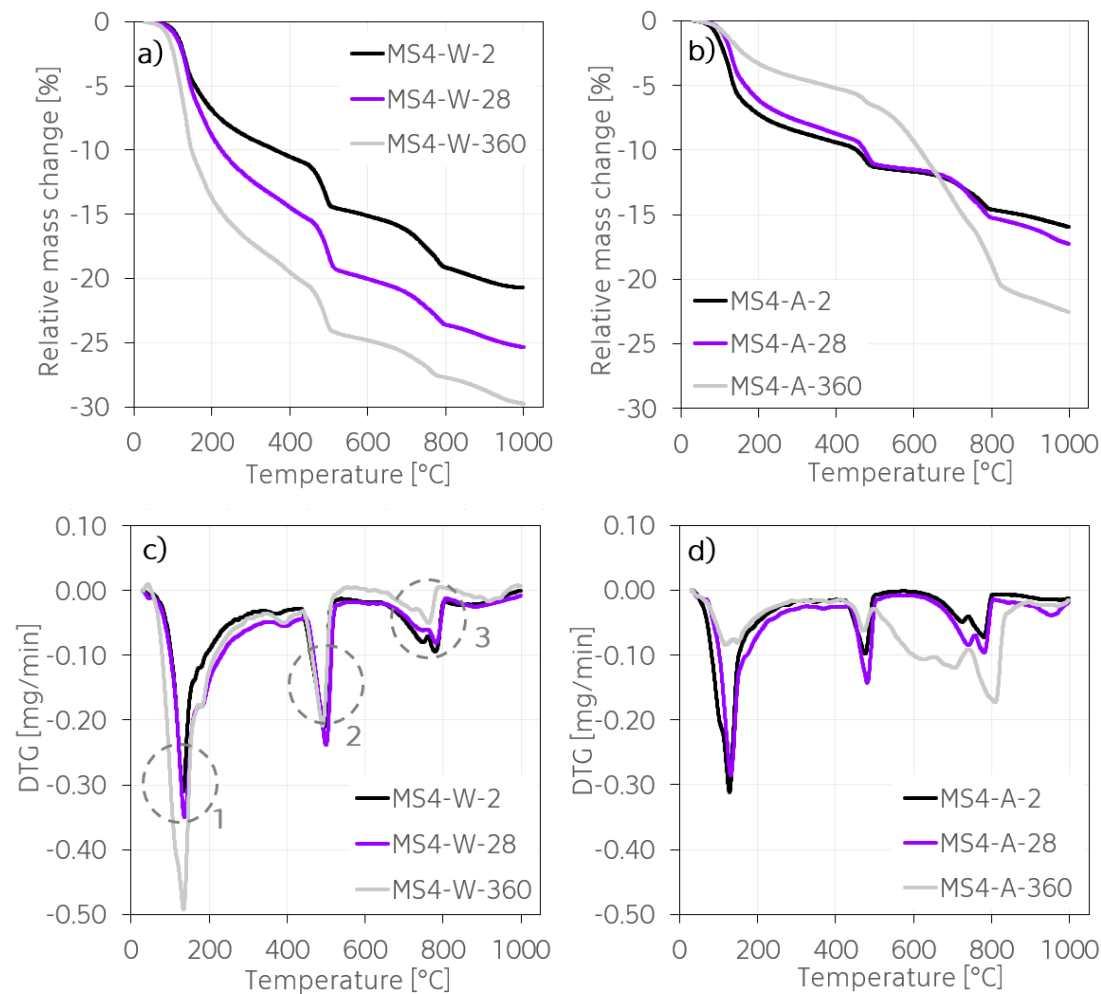 a)
Relative mass change [%]
0
-5
-10
-15
-20
-25
-30
MS4-W-2
MS4-W-28
MS4-W-360
0 200 400 600 800 1000
Temperature [°C]
b)
Relative mass change [%]
0
-5
-10
-15
-20
-25
-30
MS4-A-2
MS4-A-28
MS4-A-360
0 200 400 600 800 1000
Temperature [°C]
c)
DTG [mg/min]
0.10
0.00
-0.10
-0.20
-0.30
-0.40
-0.50
1
2
3
MS4-W-2
MS4-W-28
MS4-W-360
0 200 400 600 800 1000
Temperature [°C]
d)
DTG [mg/min]
0.10
0.00
-0.10
-0.20
-0.30
-0.40
-0.50
MS4-A-2
MS4-A-28
MS4-A-360
0 200 400 600 800 1000
Temperature [°C]